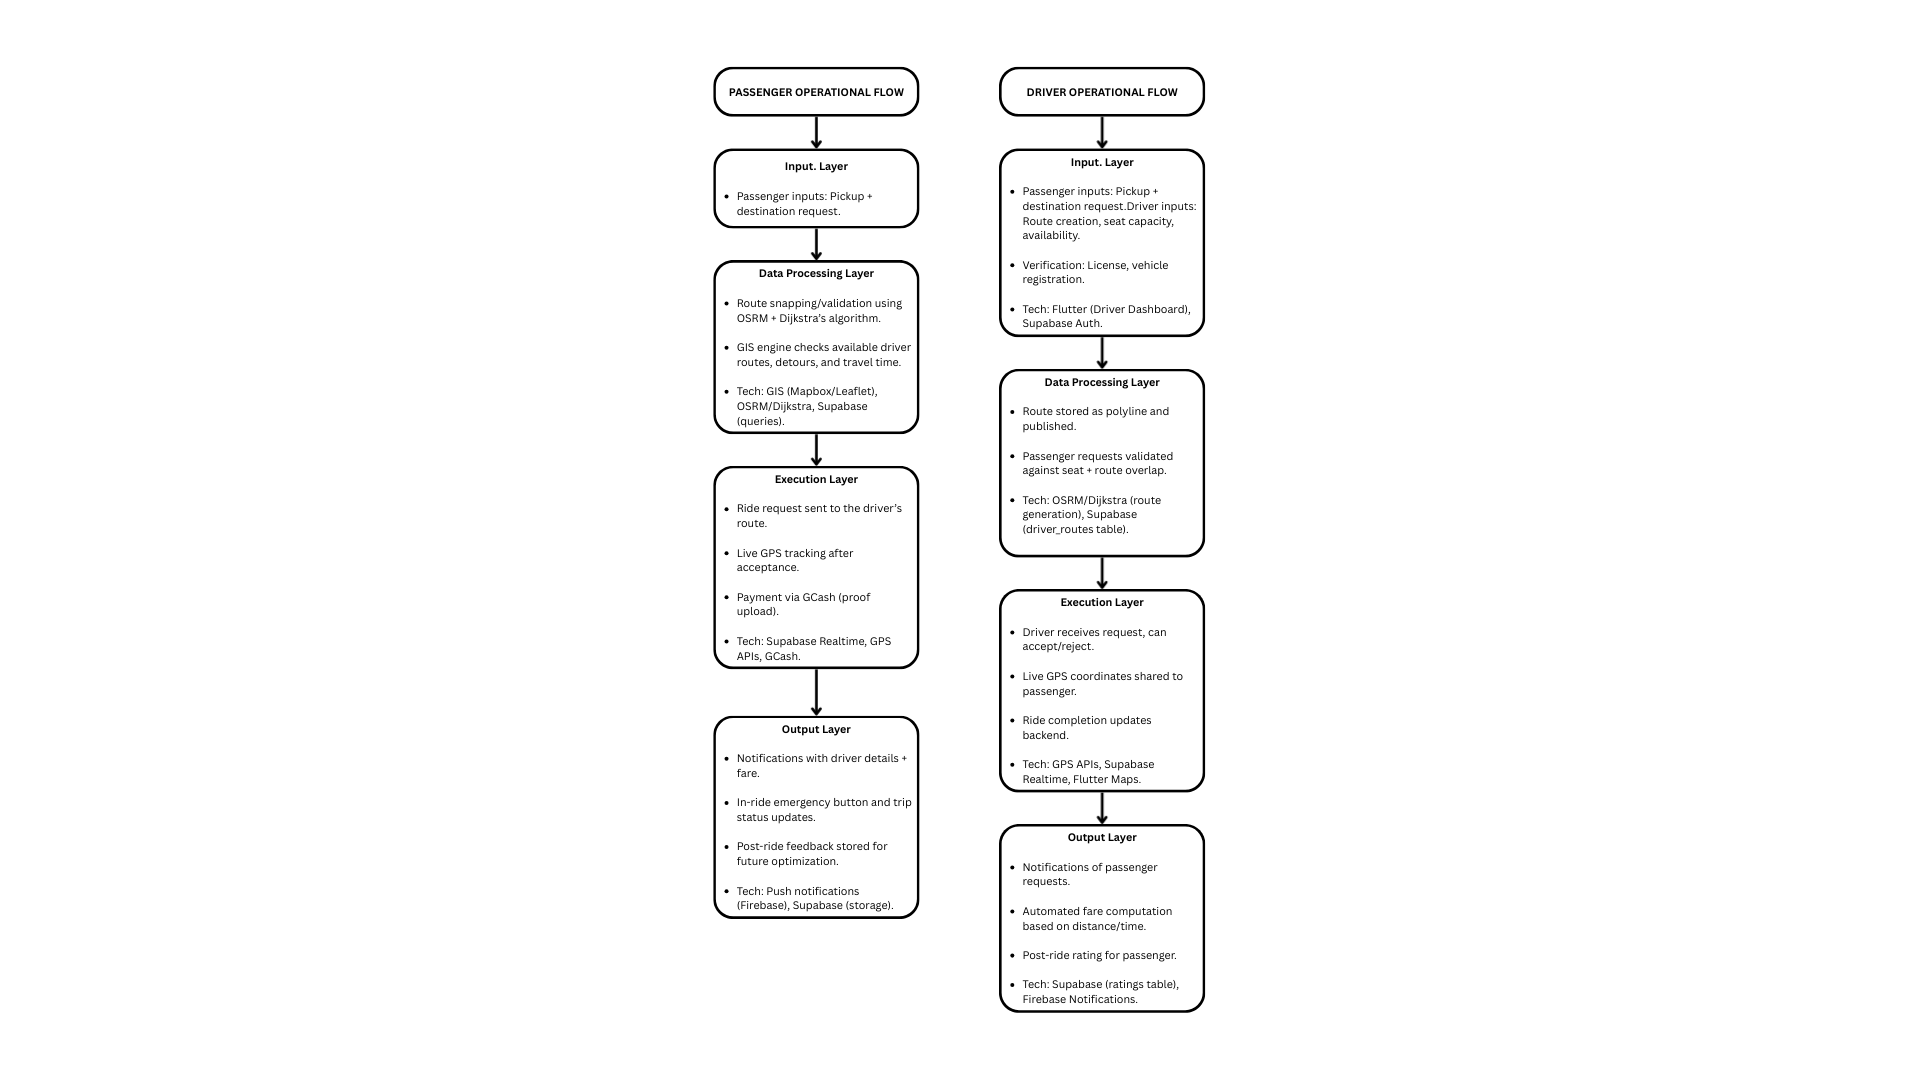 PASSENGER OPERATIONAL FLOW
Input. Layer
• Passenger inputs: Pickup +
destination request.
Data Processing Layer
• Route snapping/validation using
OSRM + Dijkstra's algorithm.
• GIS engine checks available driver
routes, detours, and travel time.
• Tech: GIS (Mapbox/Leaflet),
OSRM/Dijkstra, Supabase
(queries).
Execution Layer
• Ride request sent to the driver's
route.
• Live GPS tracking after
acceptance.
• Payment via GCash (proof
upload).
• Tech: Supabase Realtime, GPS
APIs, GCash.
Output Layer
• Notifications with driver details +
fare.
• In-ride emergency button and trip
status updates.
• Post-ride feedback stored for
future optimization.
• Tech: Push notifications
(Firebase), Supabase (storage).
DRIVER OPERATIONAL FLOW
Input. Layer
• Passenger inputs: Pickup +
destination request.Driver inputs:
Route creation, seat capacity,
availability.
• Verification: License, vehicle
registration.
• Tech: Flutter (Driver Dashboard),
Supabase Auth.
Data Processing Layer
• Route stored as polyline and
published.
• Passenger requests validated
against seat + route overlap.
• Tech: OSRM/Dijkstra (route
generation), Supabase
(driver_routes table).
Execution Layer
• Driver receives request, can
accept/reject.
• Live GPS coordinates shared to
passenger.
• Ride completion updates
backend.
• Tech: GPS APIs, Supabase
Realtime, Flutter Maps.
Output Layer
• Notifications of passenger
requests.
• Automated fare computation
based on distance/time.
• Post-ride rating for passenger.
• Tech: Supabase (ratings table),
Firebase Notifications.